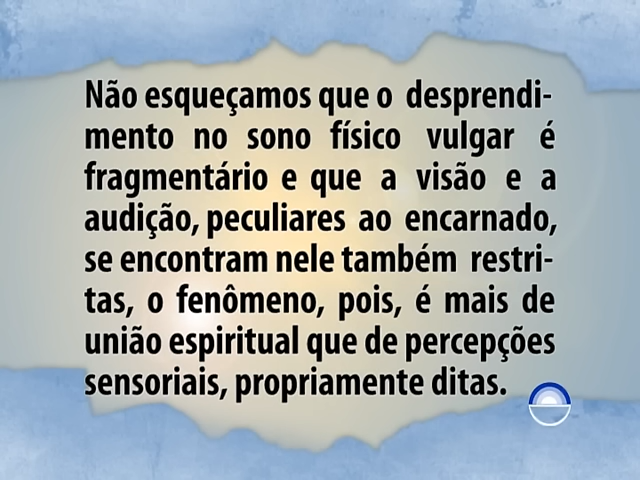 Não esqueçamos que o desprendi-
mento no sono físico vulgar é
fragmentário e que a visão e a
audição, peculiares ao encarnado,
se encontram nele também restri-
tas, o fenômeno, pois, é mais de
união espiritual que de percepções
sensoriais, propriamente ditas.